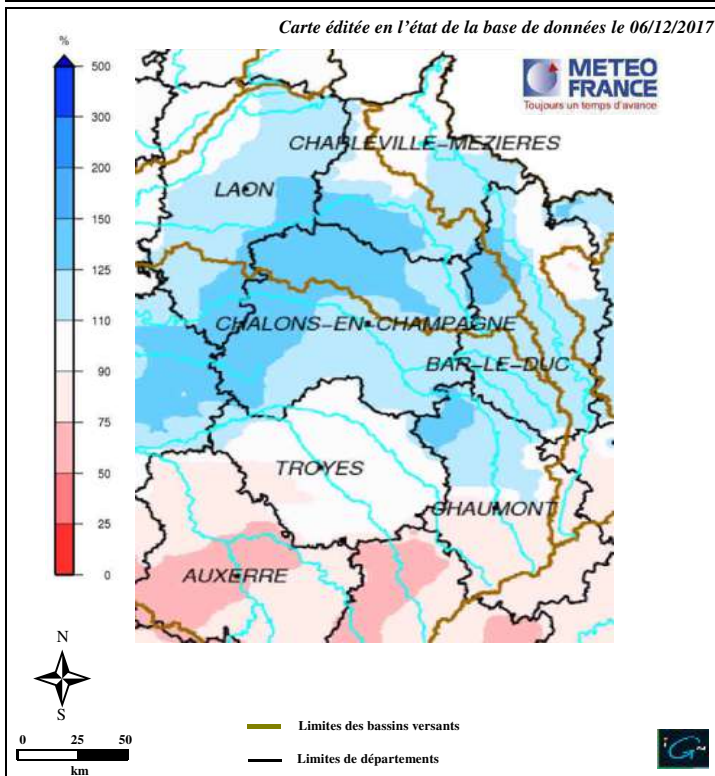 Carte éditée en l'état de la base de données le 06/12/2017
%
500
300
200
150
125
110
90
75
50
25
0
METEO
FRANCE
Toujours un temps d'avance
CHARLEVILLE-MEZIERES
LAON
CHALONS-EN-CHAMPAGNE
BAR-LE-DUC
TROYES
CHAUMONT
AUXERRE
N
S
0 25 50
km
Limites des bassins versants
Limites de départements